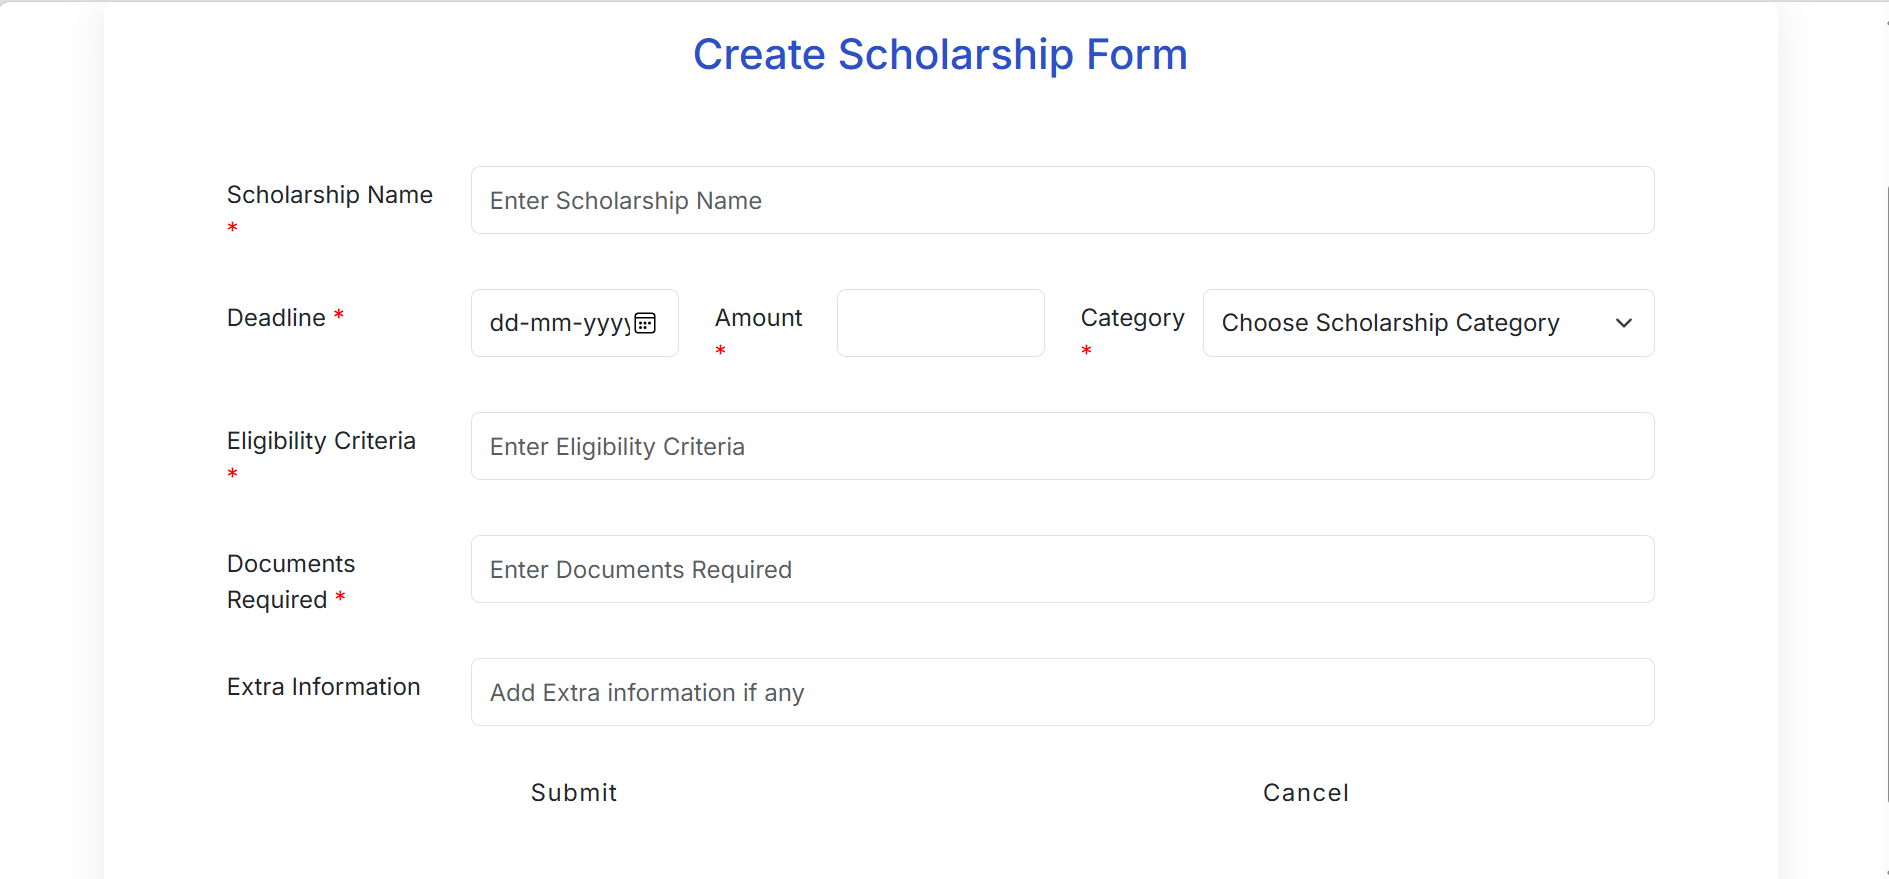 Create Scholarship Form
Scholarship Name
*
Enter Scholarship Name
Deadline *
dd-mm-yyyy
Amount
*
Category
*
Choose Scholarship Category
Eligibility Criteria
*
Enter Eligibility Criteria
Documents
Required *
Enter Documents Required
Extra Information
Add Extra information if any
Submit
Cancel